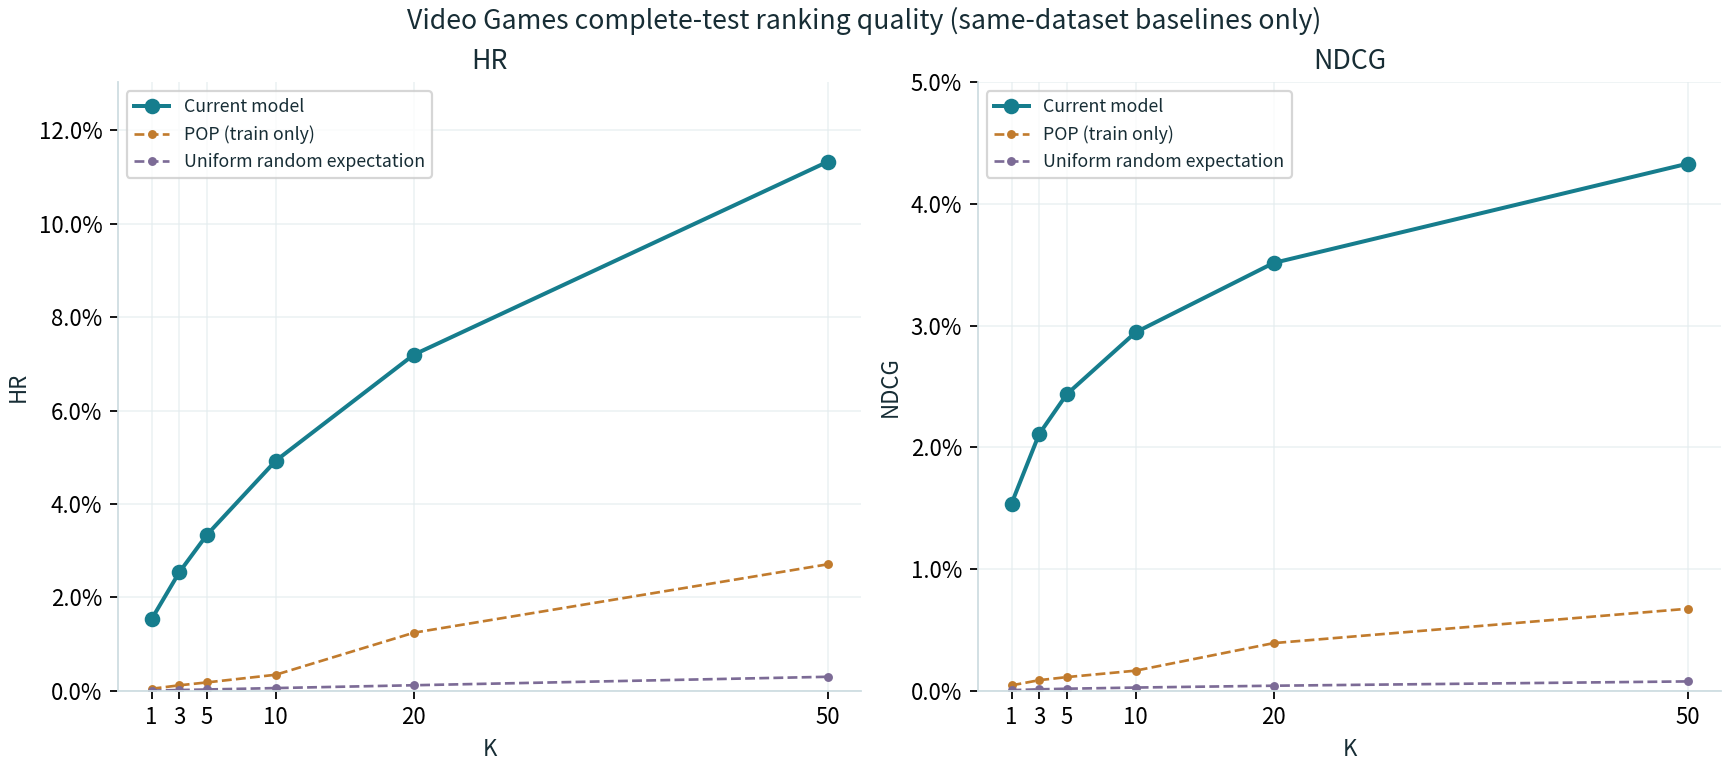 Video Games complete-test ranking quality (same-dataset baselines only)
HR
Current model
POP (train only)
Uniform random expectation
12.0%
10.0%
8.0%
6.0%
4.0%
2.0%
0.0%
HR
1 3 5 10 20 50
K
NDCG
Current model
POP (train only)
Uniform random expectation
5.0%
4.0%
3.0%
2.0%
1.0%
0.0%
NDCG
1 3 5 10 20 50
K